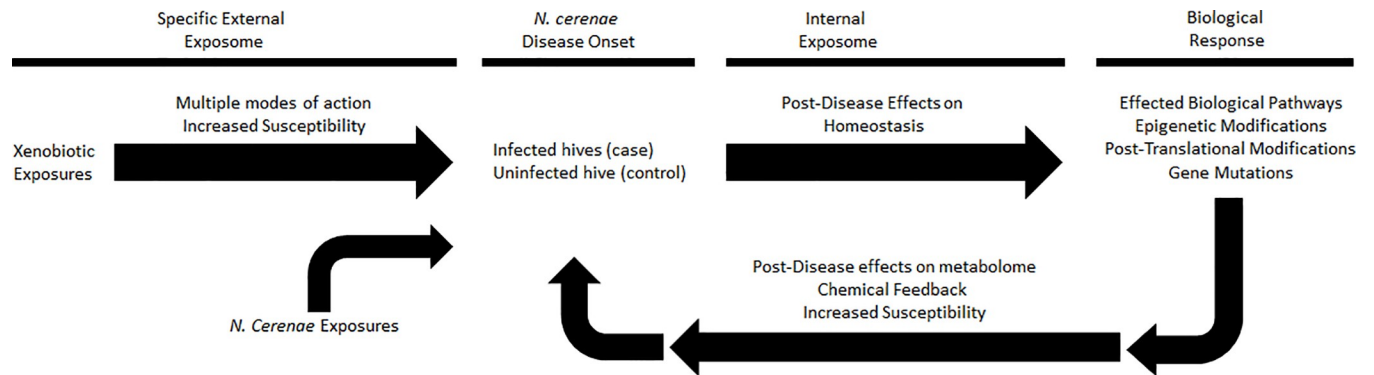 Specific External
Exposome
N. cerenae
Disease Onset
Internal
Exposome
Biological
Response
Multiple modes of action
Increased Susceptibility
Xenobiotic
Exposures
Infected hives (case)
Uninfected hive (control)
Post-Disease Effects on
Homeostasis
Effected Biological Pathways
Epigenetic Modifications
Post-Translational Modifications
Gene Mutations
N. Cerenae Exposures
Post-Disease effects on metabolome
Chemical Feedback
Increased Susceptibility